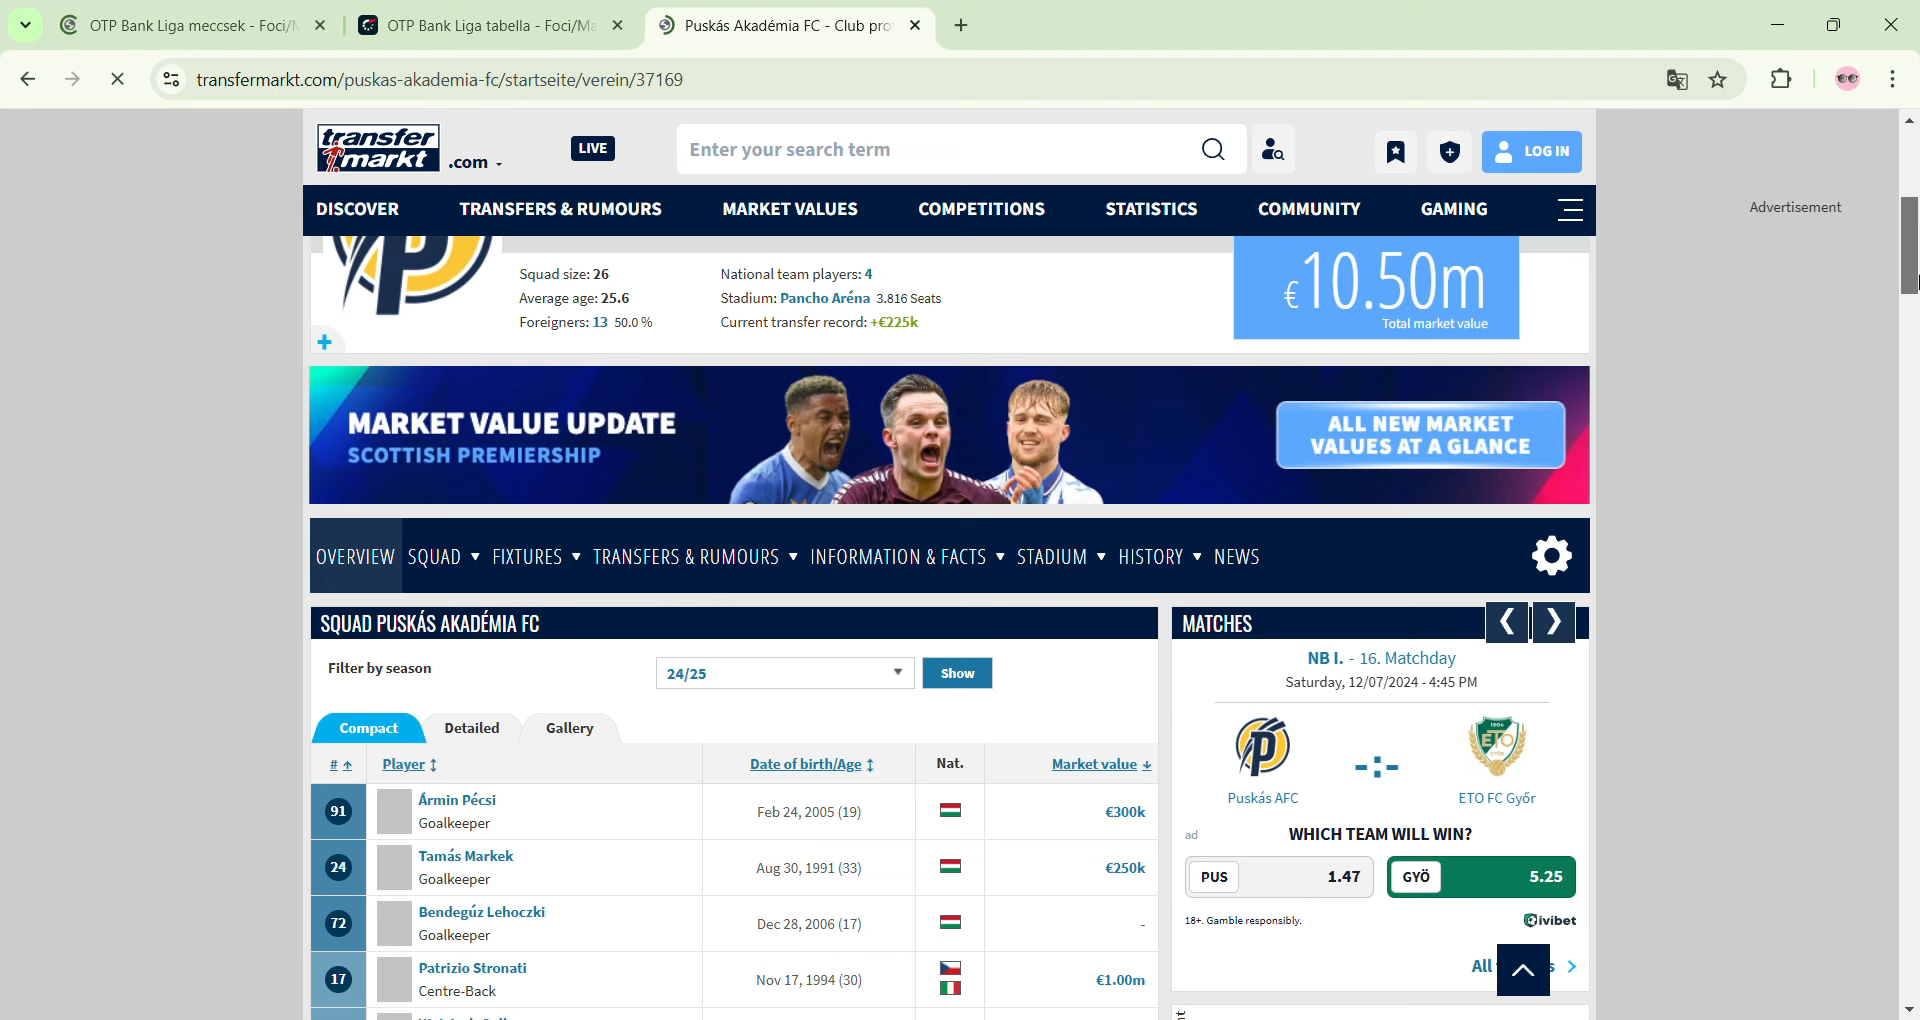 OTP Bank Liga meccsek - Foci/
OTP Bank Liga tabella - Foci/Ma
Puskás Akadémia FC - Club pro
transfermarkt.com/puskas-akademia-fc/startseite/verein/37169
transfer
markt
.com
LIVE
Enter your search term
LOG IN
DISCOVER TRANSFERS & RUMOURS MARKET VALUES COMPETITIONS STATISTICS COMMUNITY GAMING
Advertisement
Squad size: 26
Average age: 25.6
Foreigners: 13 50.0 %
National team players: 4
Stadium: Pancho Aréna 3.816 Seats
Current transfer record: +€225k
€10.50m
Total market value
MARKET VALUE UPDATE
SCOTTISH PREMIERSHIP
ALL NEW MARKET
VALUES AT A GLANCE
OVERVIEW SQUAD FIXTURES TRANSFERS & RUMOURS INFORMATION & FACTS STADIUM HISTORY NEWS
SQUAD PUSKÁS AKADÉMIA FC
Filter by season
24/25
Show
Compact Detailed Gallery
# Player Date of birth/Age Nat. Market value
91 Ármin Pécsi Feb 24, 2005 (19) €300k
Goalkeeper
24 Tamás Markek Aug 30, 1991 (33) €250k
Goalkeeper
72 Bendegúz Lehoczki Dec 28, 2006 (17) -
Goalkeeper
17 Patrizio Stronati Nov 17, 1994 (30) €1.00m
Centre-Back
MATCHES
NB I. - 16. Matchday
Saturday, 12/07/2024 - 4:45 PM
1904
ETO
-:-
Puskás AFC
ETO FC Győr
ad
WHICH TEAM WILL WIN?
PUS 1.47
GYÖ 5.25
18+. Gamble responsibly.
ivibet
All